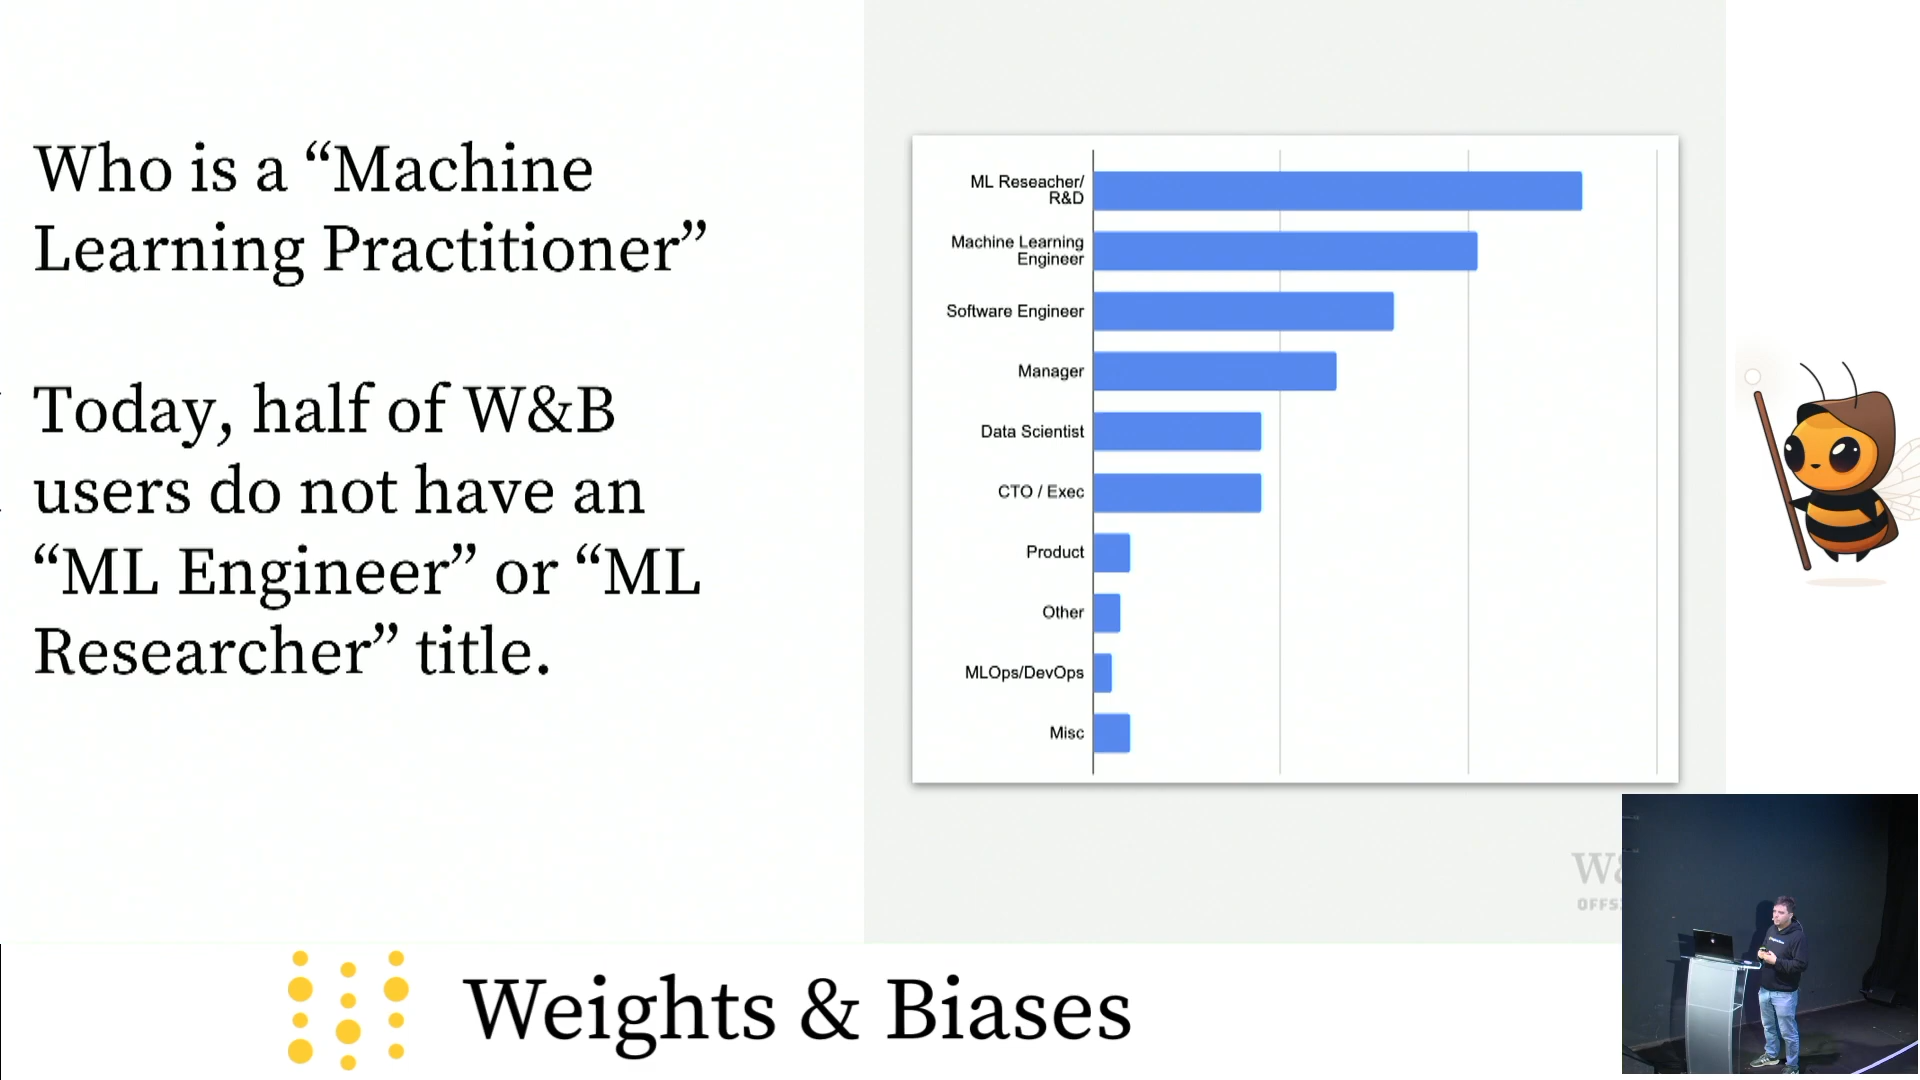 Who is a “Machine
Learning Practitioner”
Today, half of W&B
users do not have an
“ML Engineer” or “ML
Researcher” title.
ML Reseacher/
R&D
Machine Learning
Engineer
Software Engineer
Manager
Data Scientist
CTO / Exec
Product
Other
MLOps/DevOps
Misc
Weights & Biases